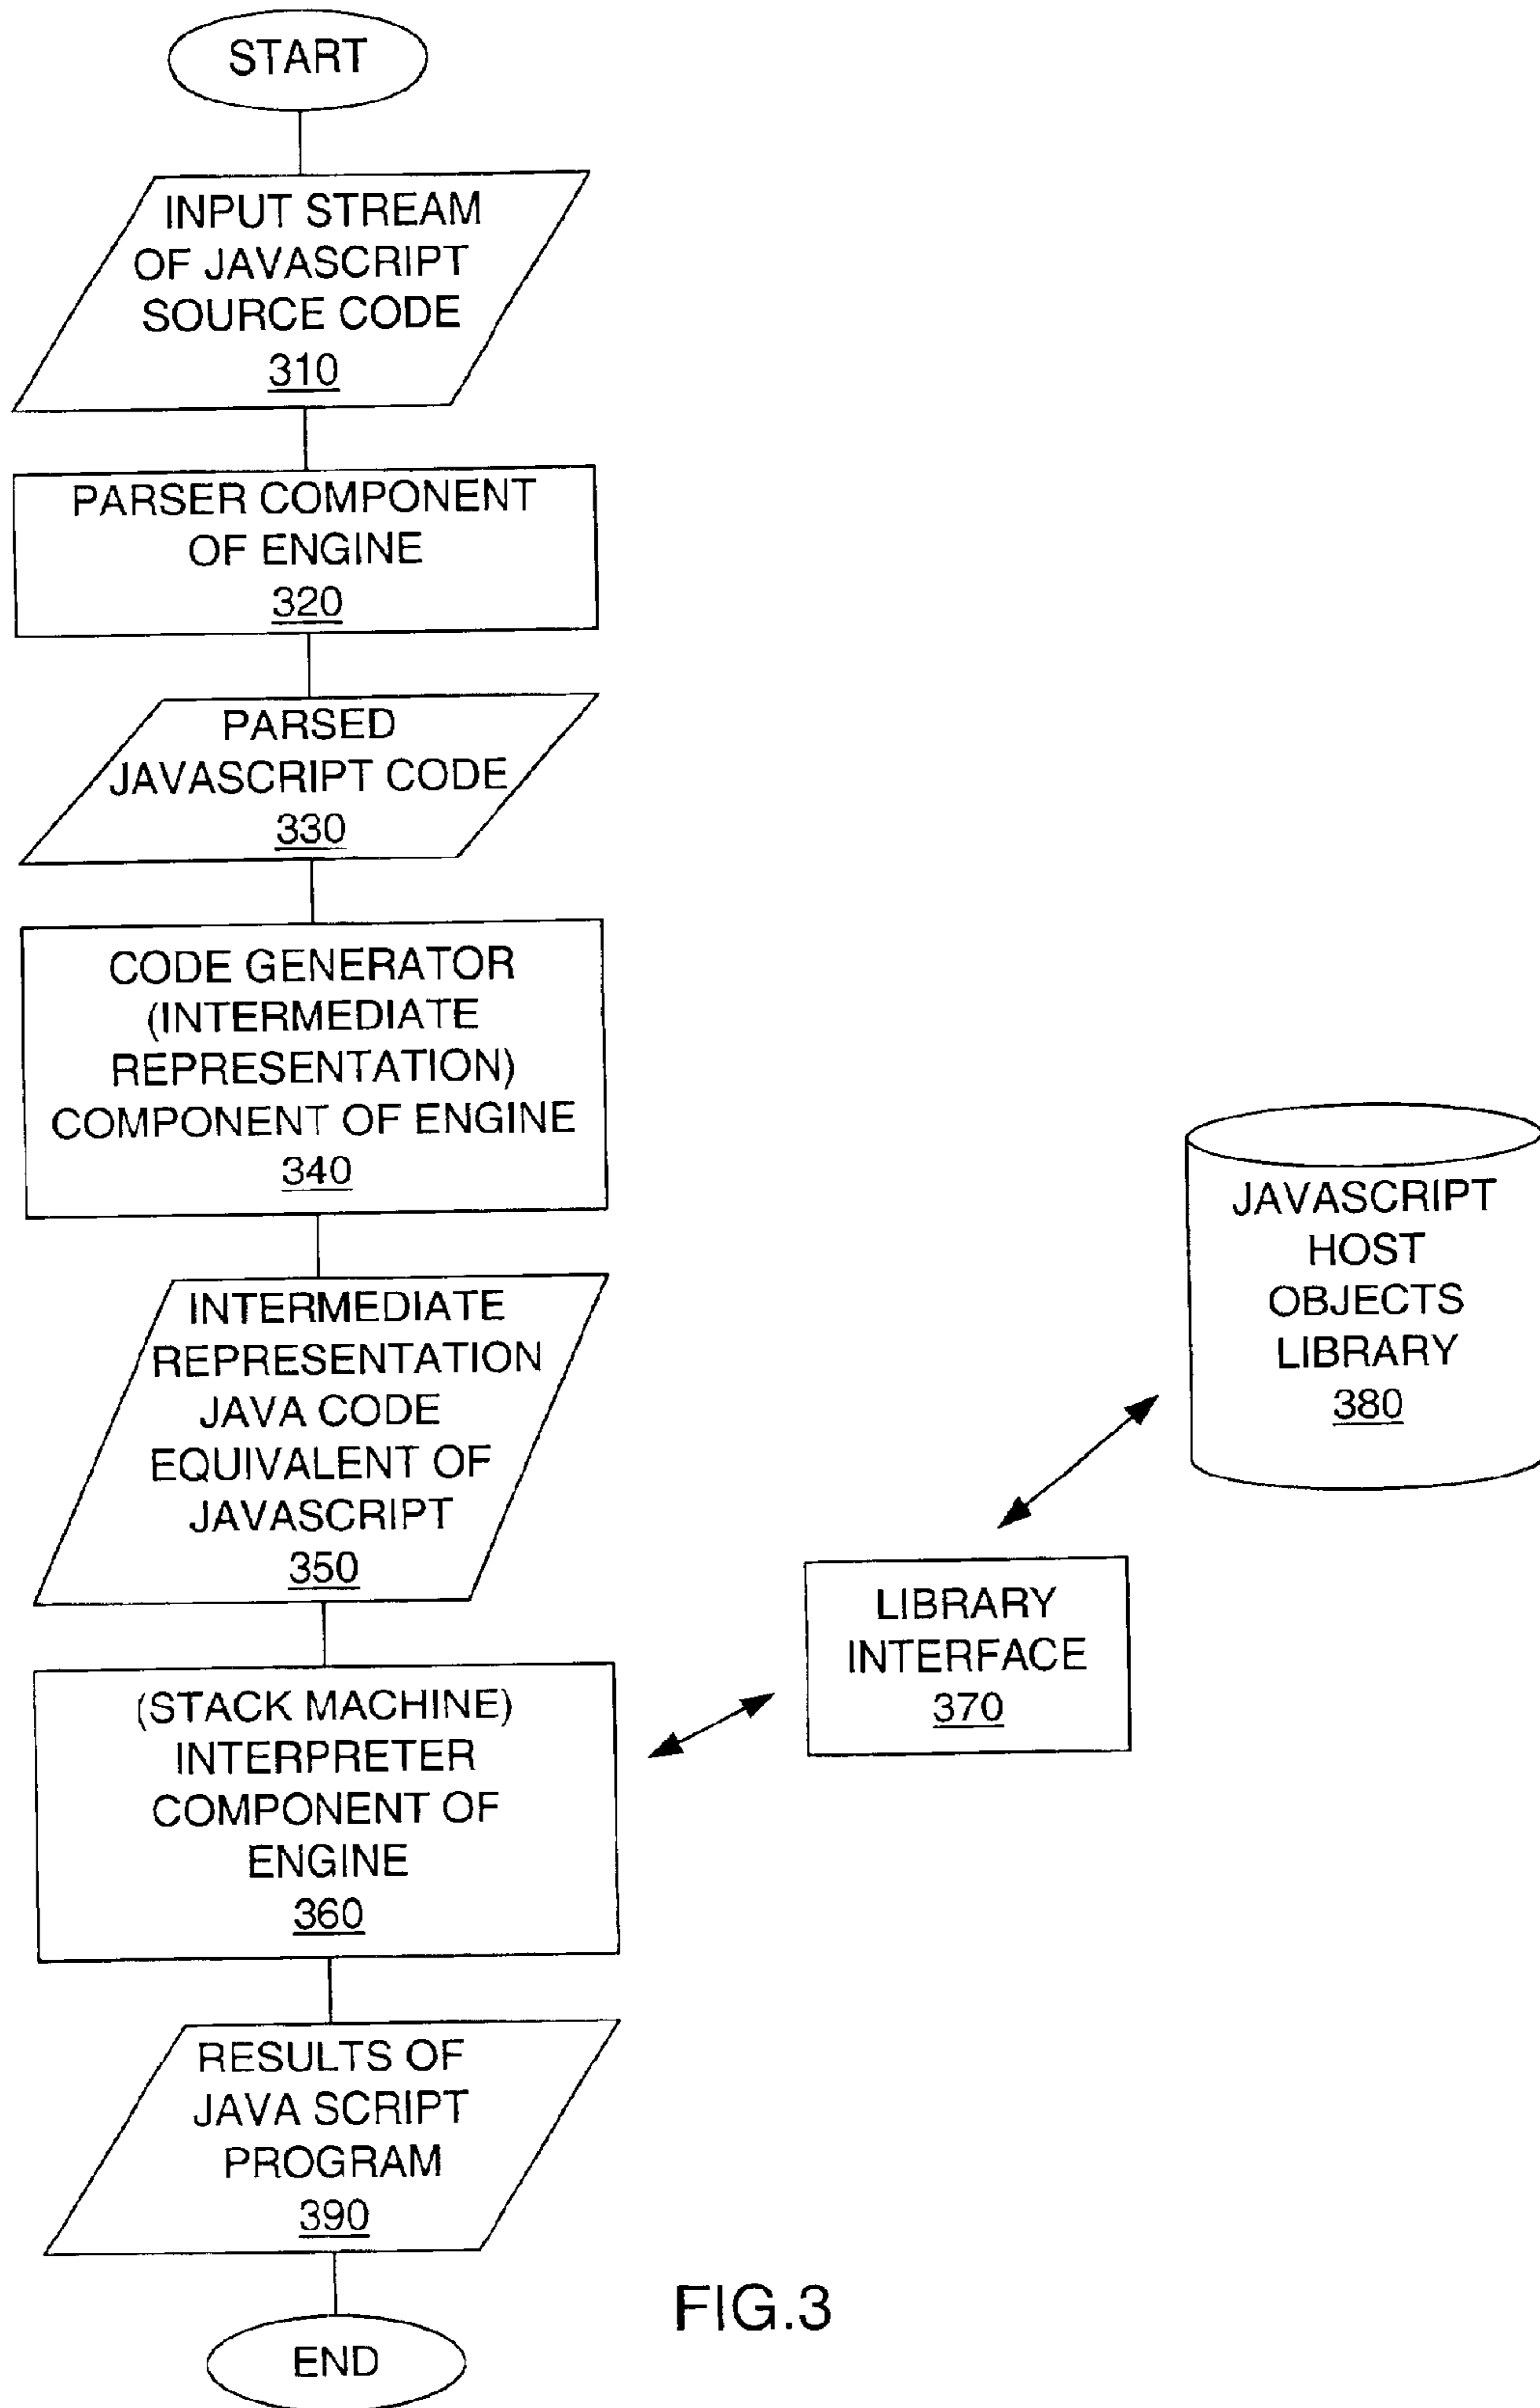 START
INPUT STREAM
OF JAVASCRIPT
SOURCE CODE
310
PARSER COMPONENT
OF ENGINE
320
PARSED
JAVASCRIPT CODE
330
CODE GENERATOR
(INTERMEDIATE
REPRESENTATION)
COMPONENT OF ENGINE
340
INTERMEDIATE
REPRESENTATION
JAVA CODE
EQUIVALENT OF
JAVASCRIPT
350
(STACK MACHINE)
INTERPRETER
COMPONENT OF
ENGINE
360
LIBRARY
INTERFACE
370
JAVASCRIPT
HOST
OBJECTS
LIBRARY
380
RESULTS OF
JAVA SCRIPT
PROGRAM
390
END
FIG.3